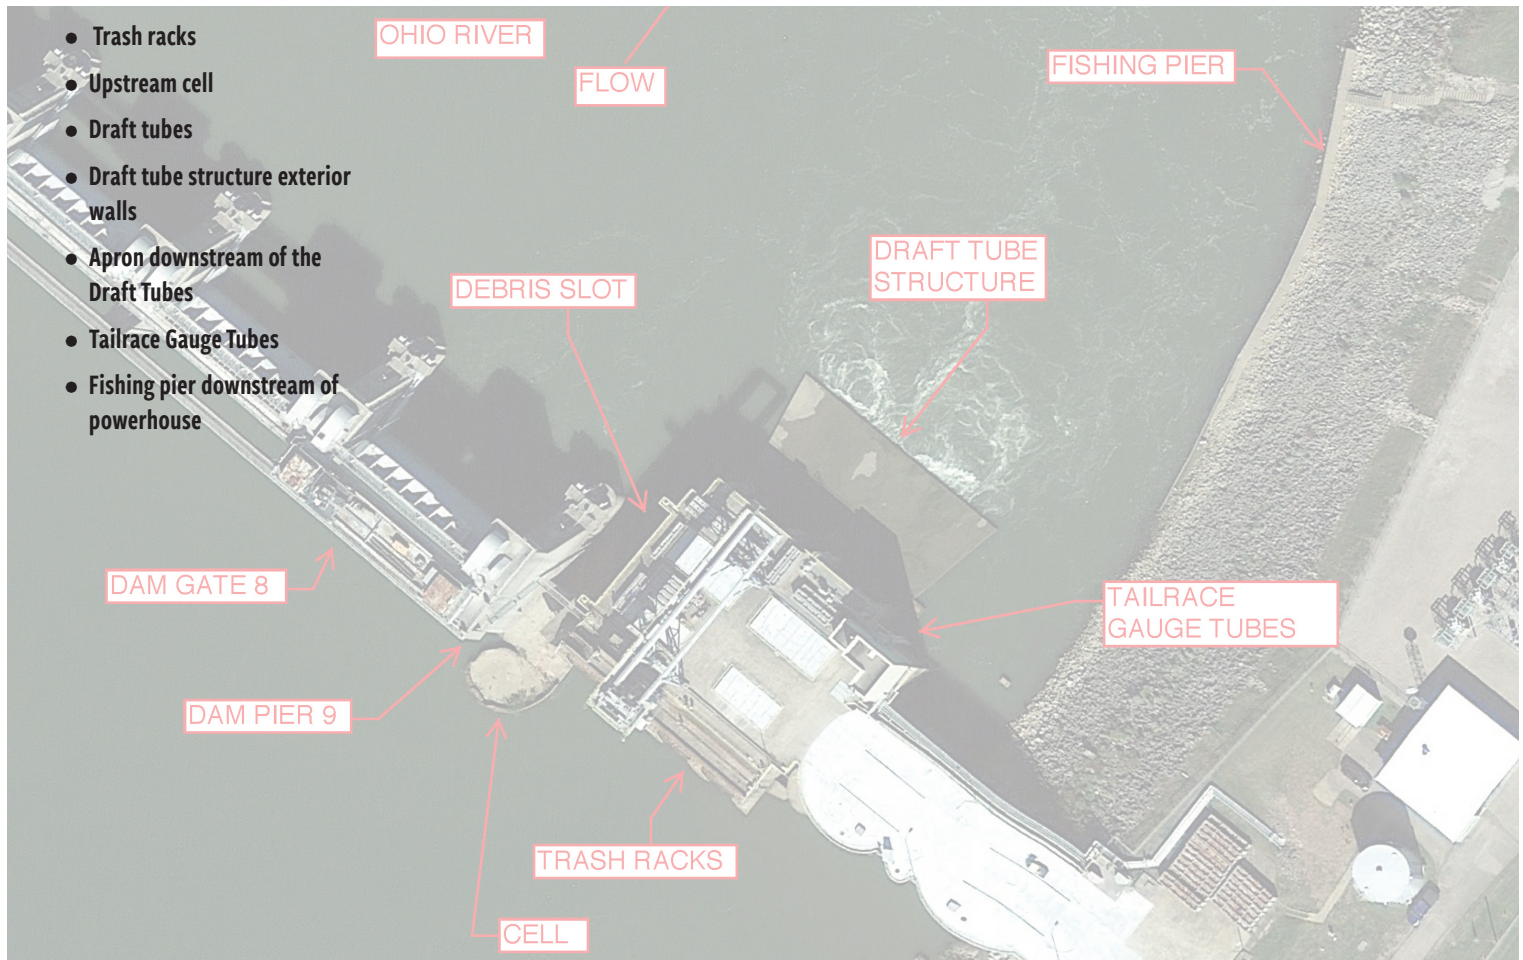 Trash racks
Upstream cell
Draft tubes
Draft tube structure exterior
walls
Apron downstream of the
Draft Tubes
Tailrace Gauge Tubes
Fishing pier downstream of
powerhouse
OHIO RIVER
FLOW
FISHING PIER
DRAFT TUBE
STRUCTURE
DEBRIS SLOT
DAM GATE 8
TAILRACE
GAUGE TUBES
DAM PIER 9
TRASH RACKS
CELL